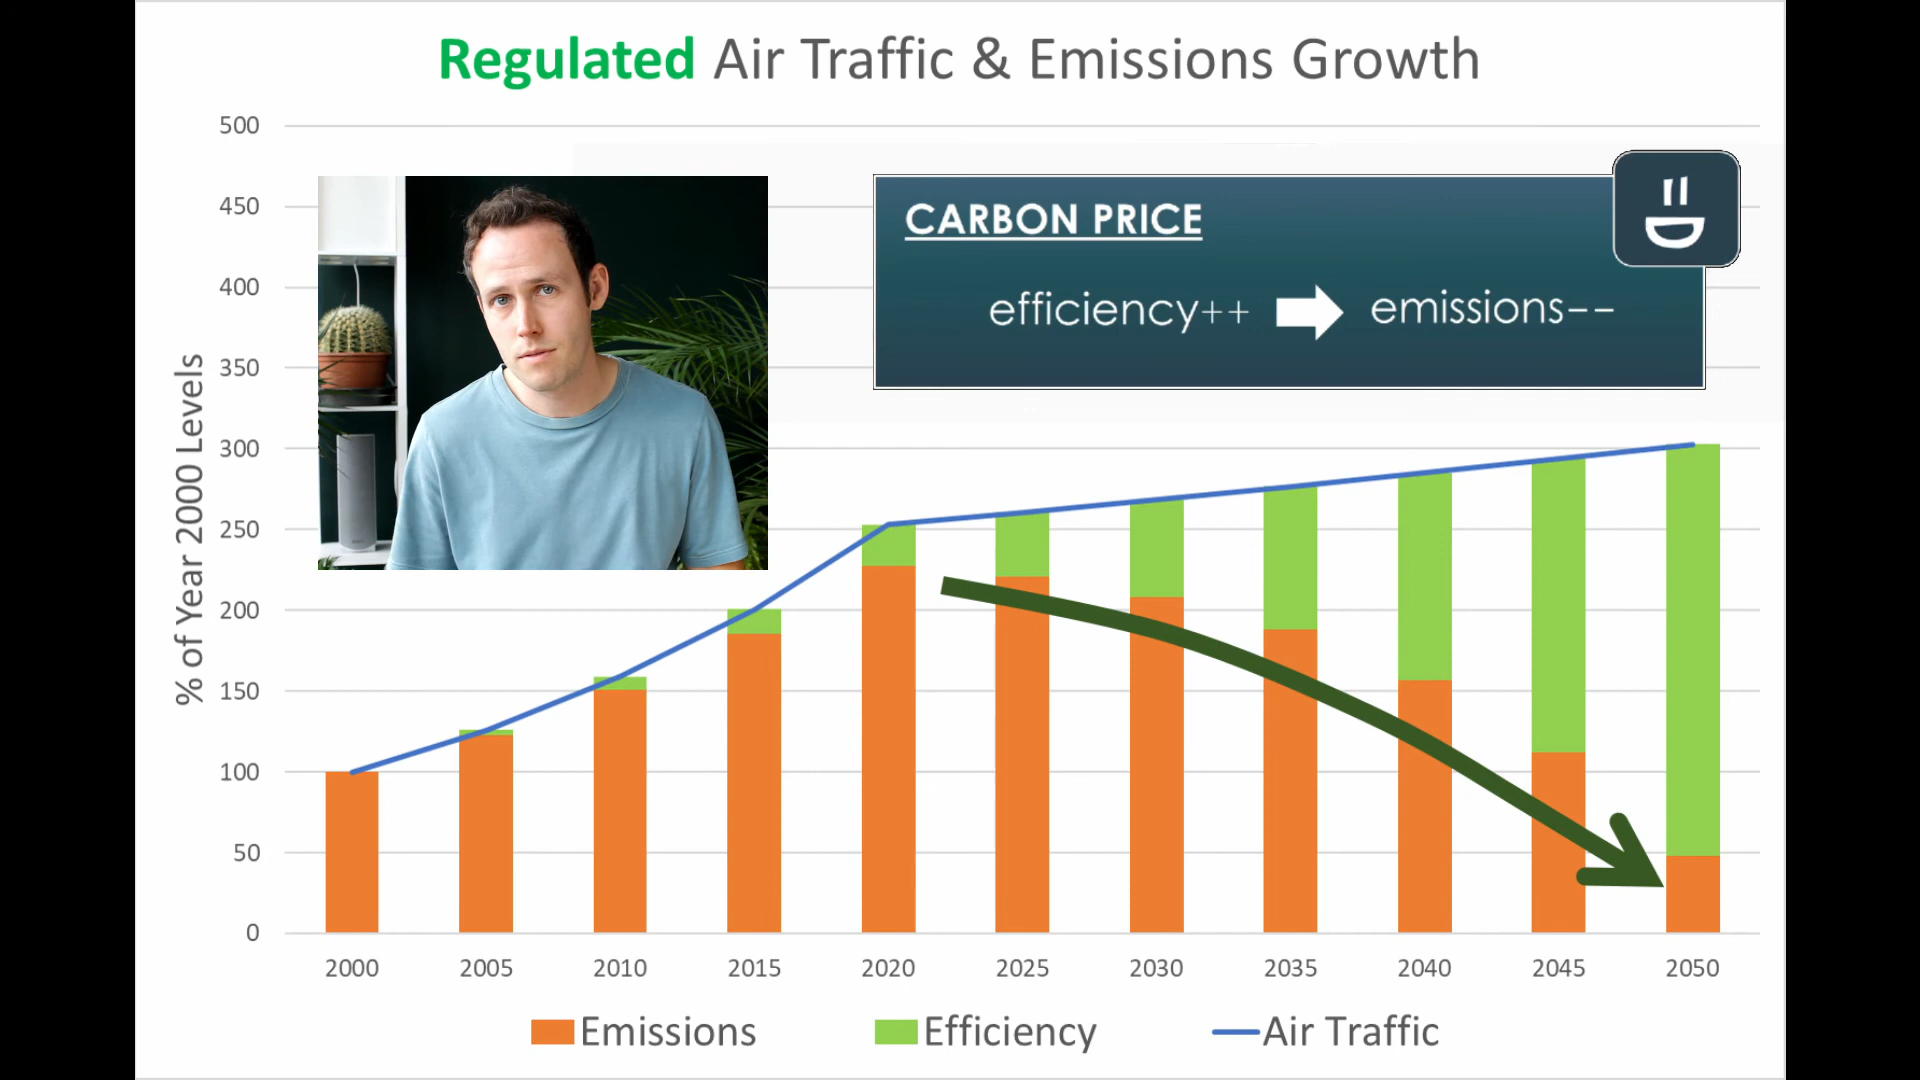 Regulated Air Traffic & Emissions Growth
500
450
400
350
300
250
200
150
100
50
0
% of Year 2000 Levels
CARBON PRICE
efficiency++ emissions--
2000 2005 2010 2015 2020 2025 2030 2035 2040 2045 2050
Emissions Efficiency Air Traffic